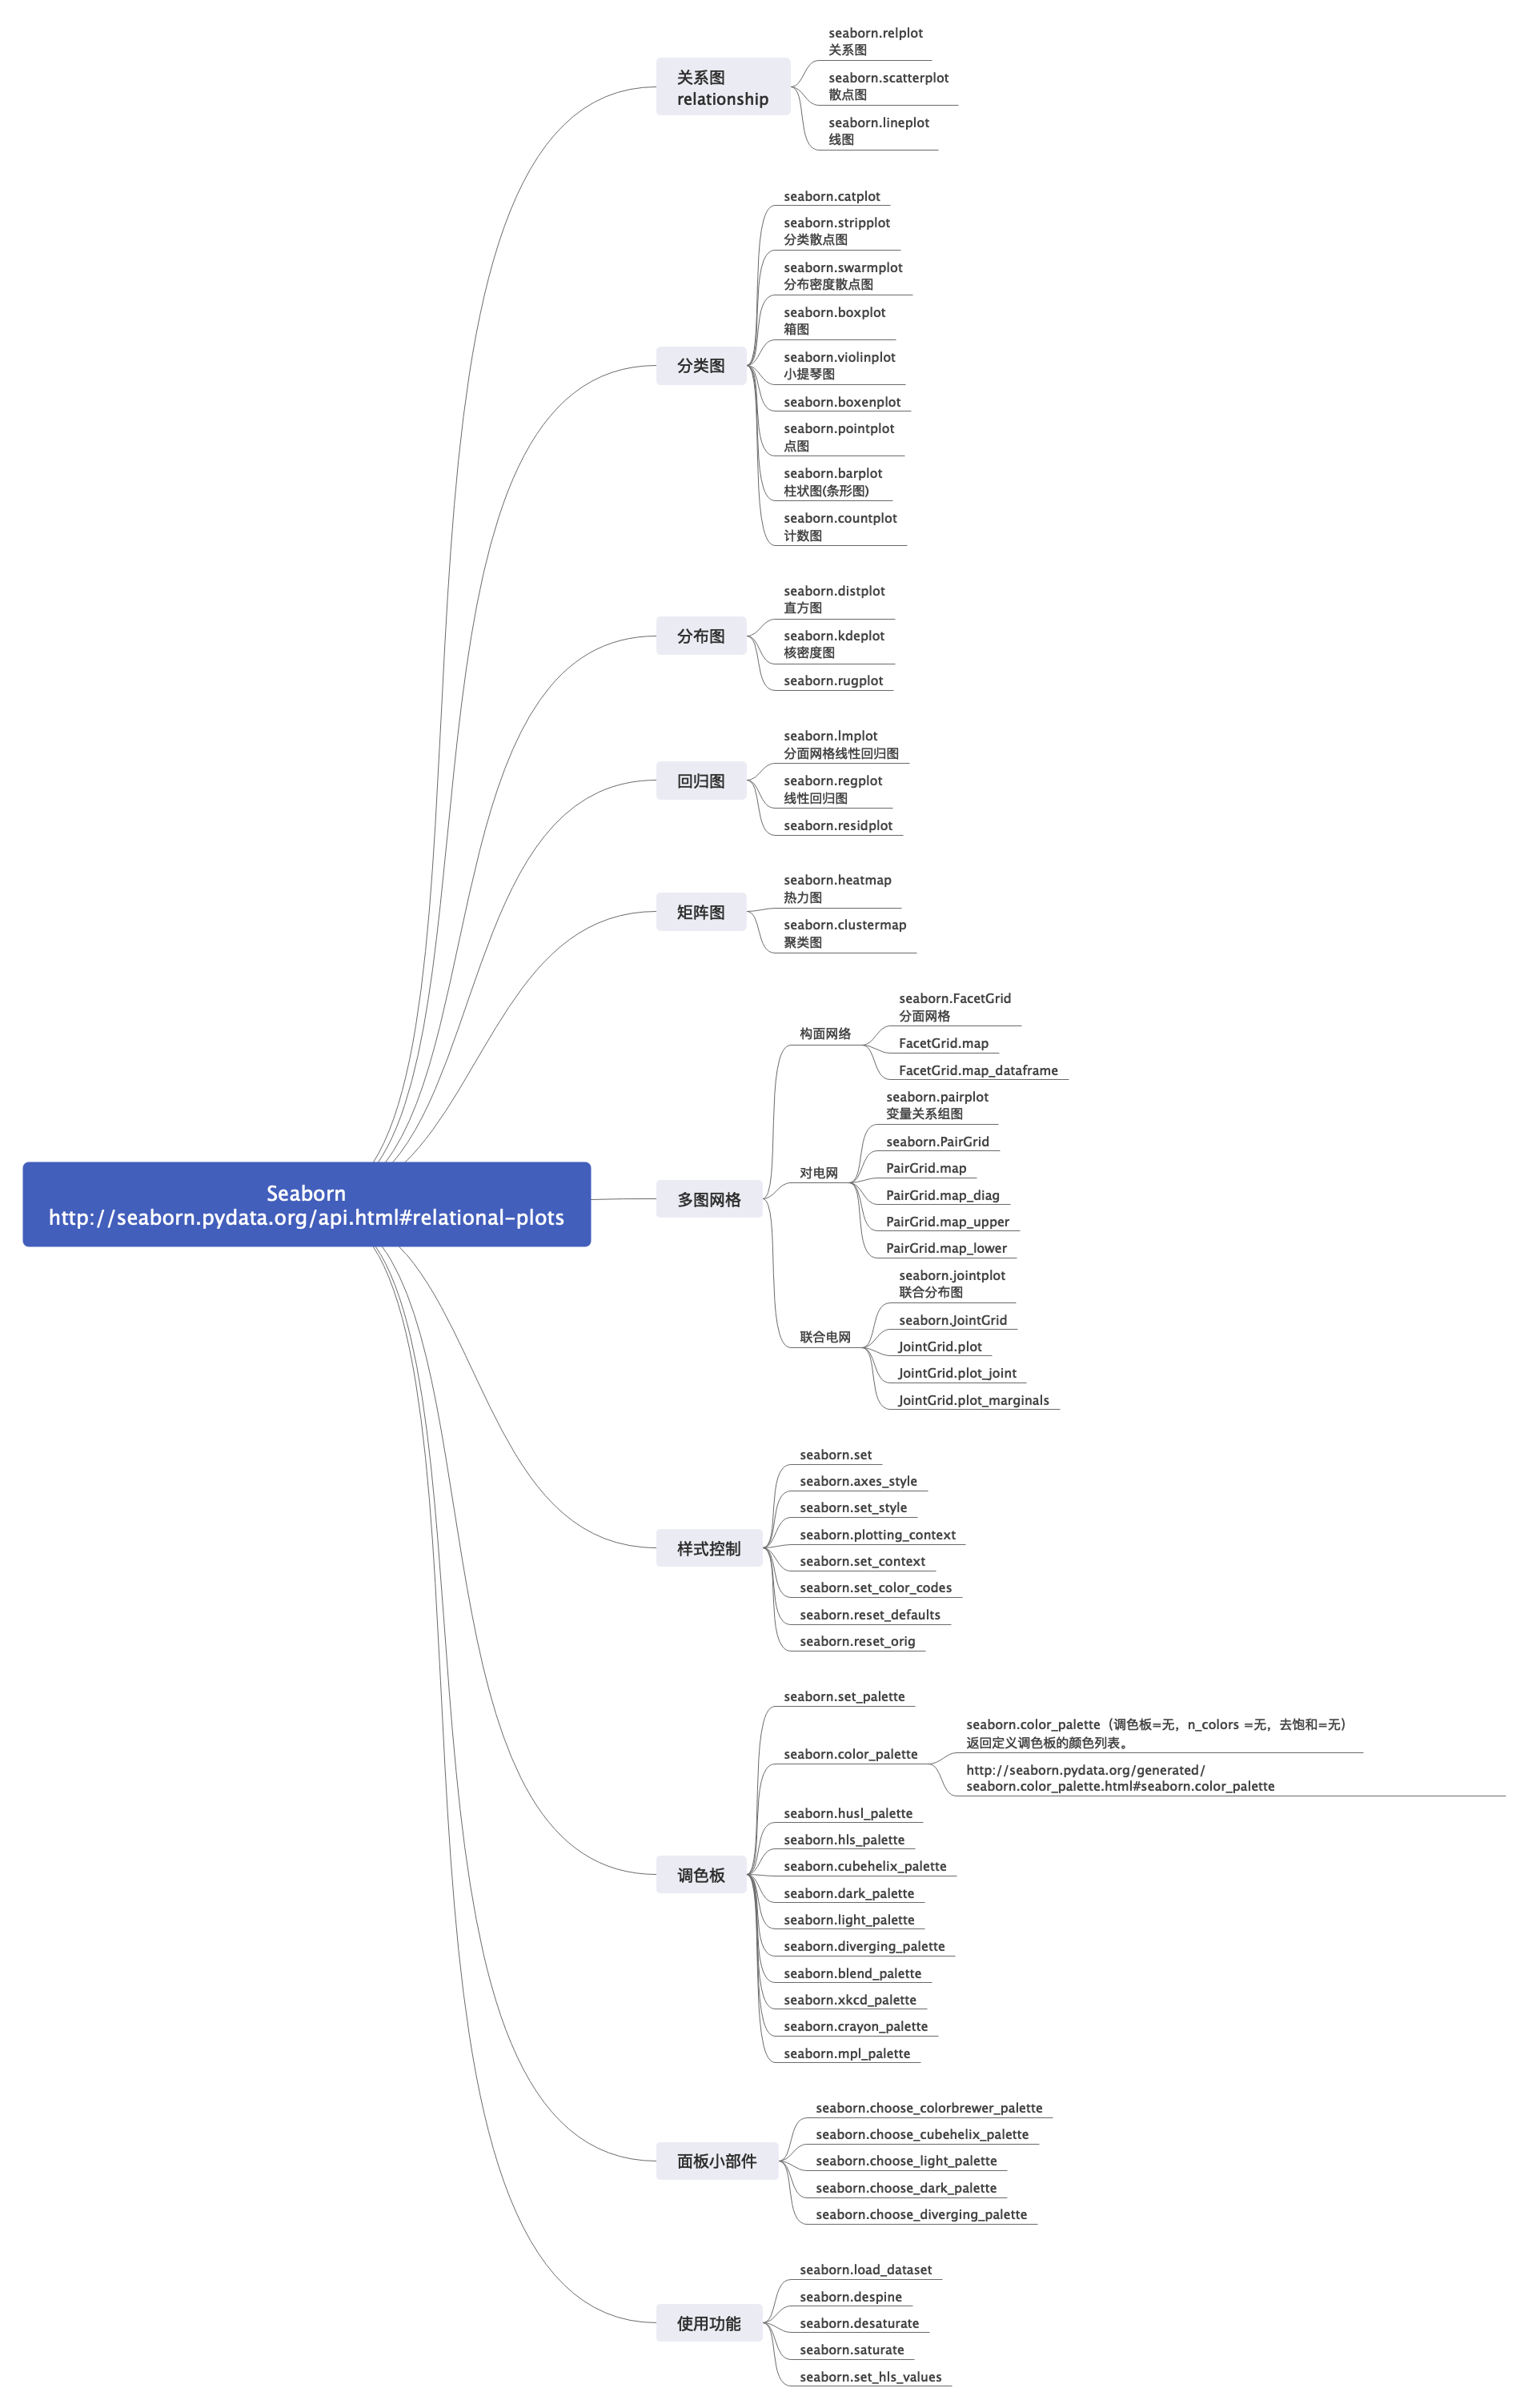 Seaborn
http://seaborn.pydata.org/api.html#relational-plots
关系图
relationship
seaborn.relplot
关系图
seaborn.scatterplot
散点图
seaborn.lineplot
线图
分类图
seaborn.catplot
seaborn.stripplot
分类散点图
seaborn.swarmplot
分布密度散点图
seaborn.boxplot
箱图
seaborn.violinplot
小提琴图
seaborn.boxenplot
seaborn.pointplot
点图
seaborn.barplot
柱状图(条形图)
seaborn.countplot
计数图
分布图
seaborn.distplot
直方图
seaborn.kdeplot
核密度图
seaborn.rugplot
回归图
seaborn.lmplot
分面网格线性回归图
seaborn.regplot
线性回归图
seaborn.residplot
矩阵图
seaborn.heatmap
热力图
seaborn.clustermap
聚类图
多图网格
构面网络
seaborn.FacetGrid
分面网格
FacetGrid.map
FacetGrid.map_dataframe
对电网
seaborn.pairplot
变量关系组图
seaborn.PairGrid
PairGrid.map
PairGrid.map_diag
PairGrid.map_upper
PairGrid.map_lower
联合电网
seaborn.jointplot
联合分布图
seaborn.JointGrid
JointGrid.plot
JointGrid.plot_joint
JointGrid.plot_marginals
样式控制
seaborn.set
seaborn.axes_style
seaborn.set_style
seaborn.plotting_context
seaborn.set_context
seaborn.set_color_codes
seaborn.reset_defaults
seaborn.reset_orig
调色板
seaborn.set_palette
seaborn.color_palette
seaborn.color_palette（调色板=无，n_colors =无，去饱和=无）
返回定义调色板的颜色列表。
http://seaborn.pydata.org/generated/
seaborn.color_palette.html#seaborn.color_palette
seaborn.husl_palette
seaborn.hls_palette
seaborn.cubehelix_palette
seaborn.dark_palette
seaborn.light_palette
seaborn.diverging_palette
seaborn.blend_palette
seaborn.xkcd_palette
seaborn.crayon_palette
seaborn.mpl_palette
面板小部件
seaborn.choose_colorbrewer_palette
seaborn.choose_cubehelix_palette
seaborn.choose_light_palette
seaborn.choose_dark_palette
seaborn.choose_diverging_palette
使用功能
seaborn.load_dataset
seaborn.despine
seaborn.desaturate
seaborn.saturate
seaborn.set_hls_values